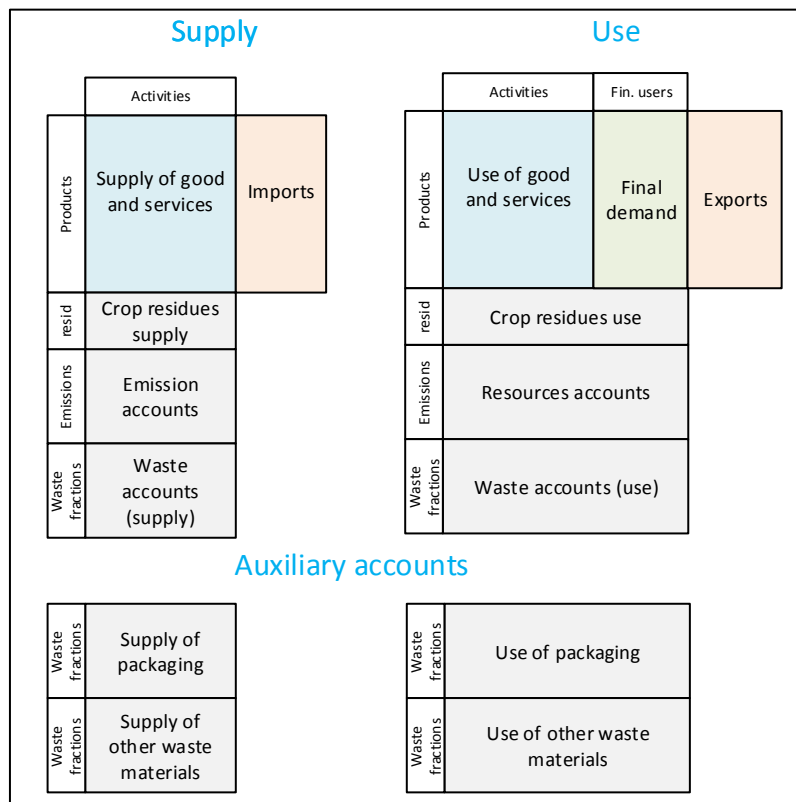 Supply
Use
Activities
Activities
Fin. users
Products
Supply of good
and services
Imports
Products
Use of good
and services
Final
demand
Exports
resid
Crop residues
supply
resid
Crop residues use
Emissions
Emission
accounts
Emissions
Resources accounts
Waste
fractions
Waste
accounts
(supply)
Waste
fractions
Waste accounts (use)
Auxiliary accounts
Waste
fractions
Supply of
packaging
Waste
fractions
Use of packaging
Waste
fractions
Supply of
other waste
materials
Waste
fractions
Use of other waste
materials